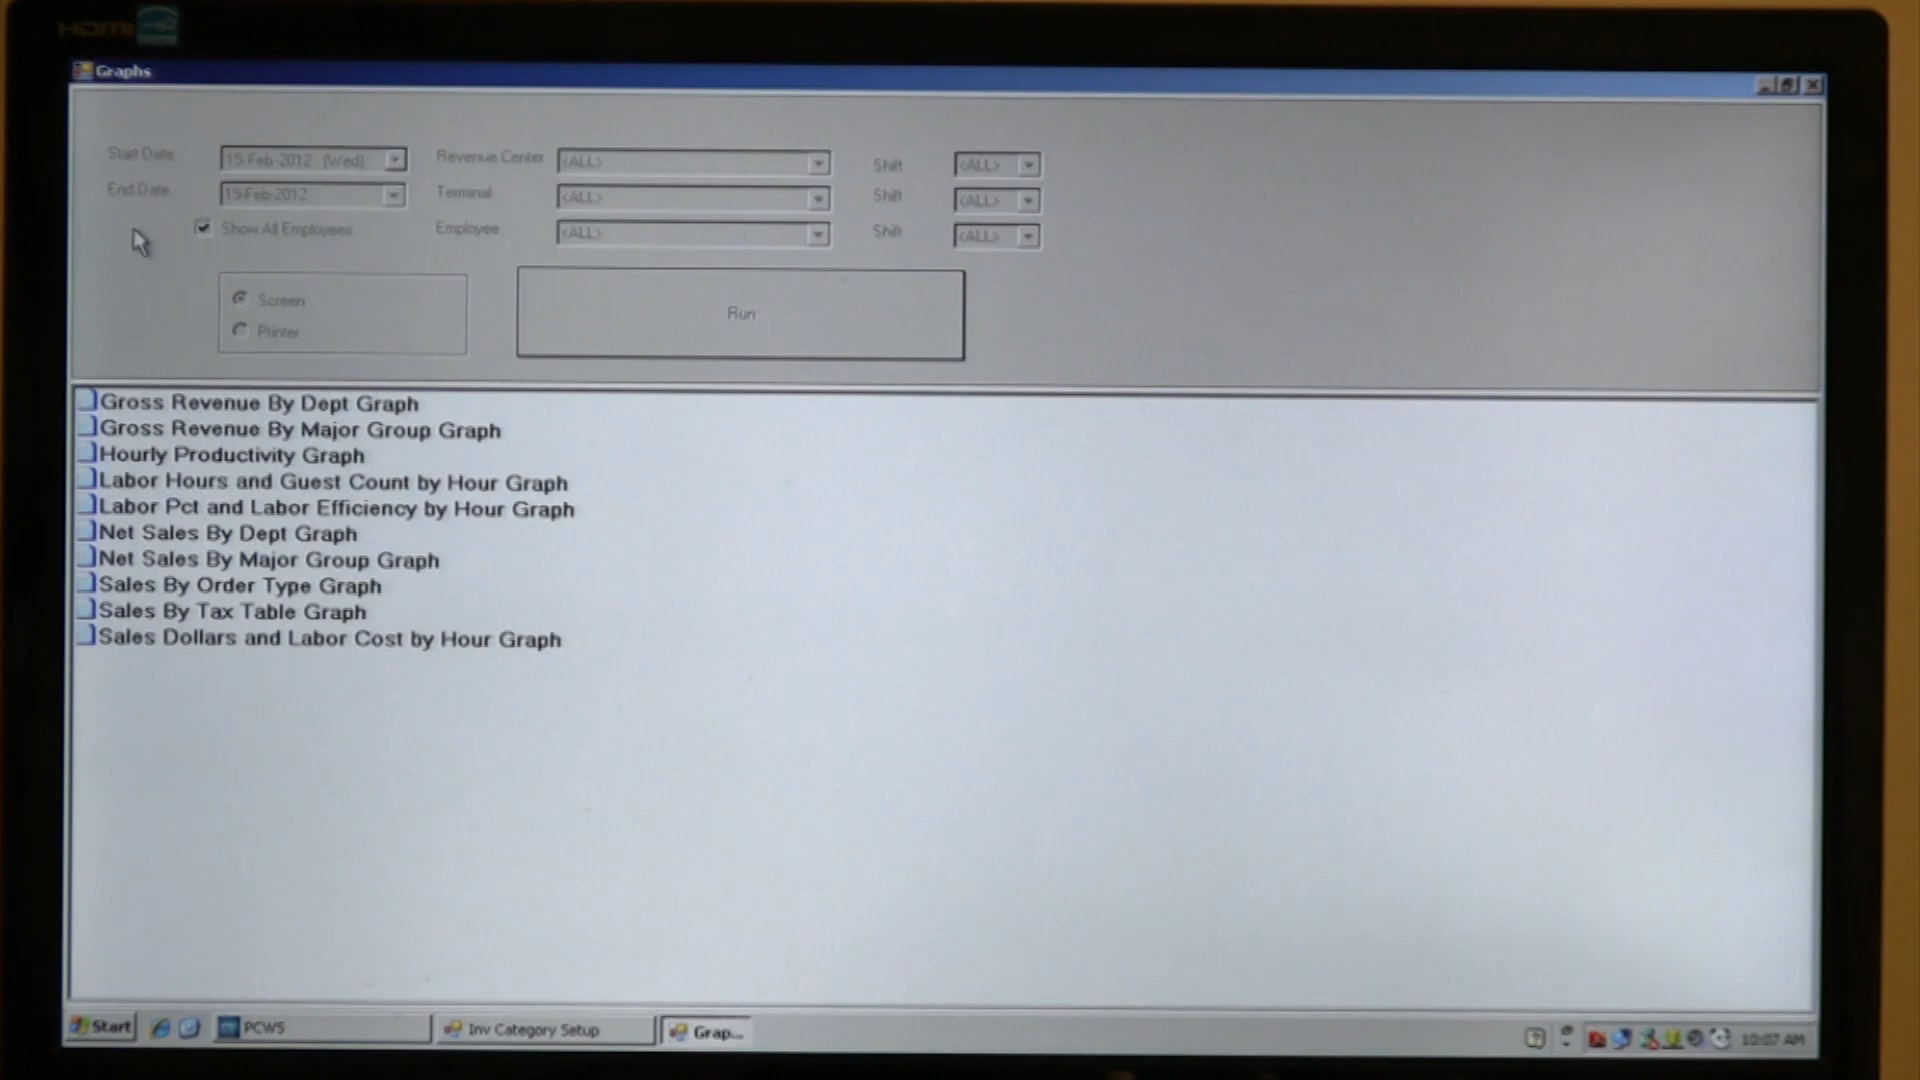 HDMI
Graphs
Start Date 15-Feb-2012 (Wed) Revenue Center <ALL> Shift <ALL>
End Date 19-Feb-2012 Terminal <ALL> Shift <ALL>
Show All Employees Employee <ALL> Shift <ALL>
Screen
Printer
Run
Gross Revenue By Dept Graph
Gross Revenue By Major Group Graph
Hourly Productivity Graph
Labor Hours and Guest Count by Hour Graph
Labor Pct and Labor Efficiency by Hour Graph
Net Sales By Dept Graph
Net Sales By Major Group Graph
Sales By Order Type Graph
Sales By Tax Table Graph
Sales Dollars and Labor Cost by Hour Graph
Start PCWS Inv Category Setup Grap... 10:07 AM